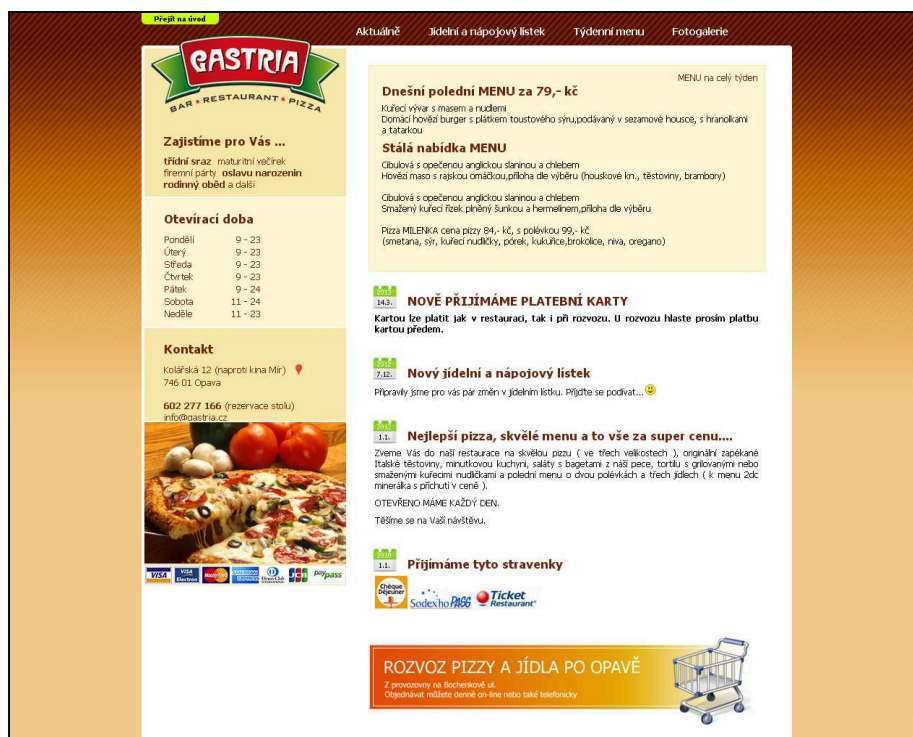 Přejít na úvod
Aktuálně
Jídelní a nápojový lístek
Týdenní menu
Fotogalerie
GASTRIA
BAR • RESTAURANT • PIZZA
Zajistíme pro Vás ...
třídní sraz maturitní večírek
firemní párty oslavu narozenin
rodinný oběd a další
Otevírací doba
Pondělí 9 - 23
Úterý 9 - 23
Středa 9 - 23
Čtvrtek 9 - 23
Pátek 9 - 24
Sobota 11 - 24
Neděle 11 - 23
Kontakt
Kolářská 12 (naproti kina Mír)
746 01 Opava
602 277 166 (rezervace stolu)
info@gastria.cz
VISA
VISA Electron
MasterCard
AMERICAN EXPRESS
Diners Club
JCB
paypass
MENU na celý týden
Dnešní polední MENU za 79,- kč
Kuřecí vývar s masem a nudlemi
Domácí hovězí burger s plátkem toustového sýru,podávaný v sezamové housce, s hranolkami
a tatarkou
Stálá nabídka MENU
Cibulová s opečenou anglickou slaninou a chlebem
Hovězí maso s rajskou omáčkou,příloha dle výběru (houskové kn., těstoviny, brambory)
Cibulová s opečenou anglickou slaninou a chlebem
Smažený kuřecí řízek plněný šunkou a hermelínem,příloha dle výběru
Pizza MILENKA cena pizzy 84,- kč, s polévkou 99,- kč
(smetana, sýr, kuřecí nudličky, pórek, kukuřice,brokolice, niva, oregano)
14.3. NOVĚ PŘIJÍMÁME PLATEBNÍ KARTY
Kartou lze platit jak v restauraci, tak i při rozvozu. U rozvozu hlaste prosím platbu
kartou předem.
2012
7.12. Nový jídelní a nápojový lístek
Připravily jsme pro vás pár změn v jídelním lístku. Přijďte se podívat...
1.1. Nejlepší pizza, skvělé menu a to vše za super cenu....
Zveme Vás do naší restaurace na skvělou pizzu ( ve třech velikostech ), originální zapékané
Italské těstoviny, minutkovou kuchyni, saláty s bagetami z náší pece, tortilu s grilovanými nebo
smaženými kuřecimi nudličkami a polední menu o dvou polévkách a třech jídlech ( k menu 2dc
minerálka s příchutí v ceně ).
OTEVŘENO MÁME KAŽDÝ DEN.
Těšíme se na Vaší návštěvu.
2010
1.1. Přijímáme tyto stravenky
Chèque
Déjeuner
Sodexho PASS
Ticket
Restaurant
ROZVOZ PIZZY A JÍDLA PO OPAVĚ
Z provozovny na Bochenkově ul.
Objednávat můžete denně on-line nebo také telefonicky